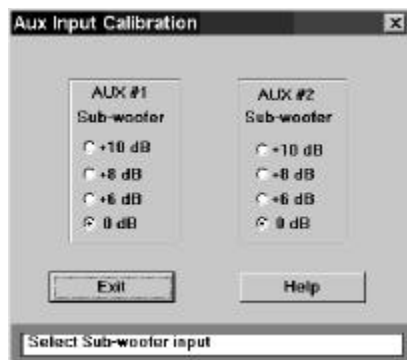 Aux Input Calibration
AUX #1
Sub-woofer
+10 dB
+8 dB
+6 dB
0 dB
AUX #2
Sub-woofer
+10 dB
+8 dB
+6 dB
0 dB
Exit
Help
Select Sub-woofer input